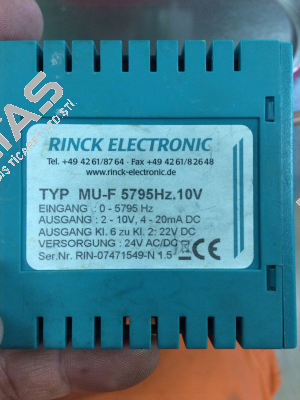 RINCK ELECTRONIC
Tel. +49 4261/8764 · Fax +49 4261/82648
www.rinck-electronic.de
TYP MU-F 5795Hz.10V
EINGANG : 0 - 5795 Hz
AUSGANG : 2 - 10V, 4 - 20mA DC
AUSGANG Kl. 6 zu Kl. 2: 22V DC
VERSORGUNG : 24V AC/DC
Ser.Nr. RIN-07471549-N 1.5
CE